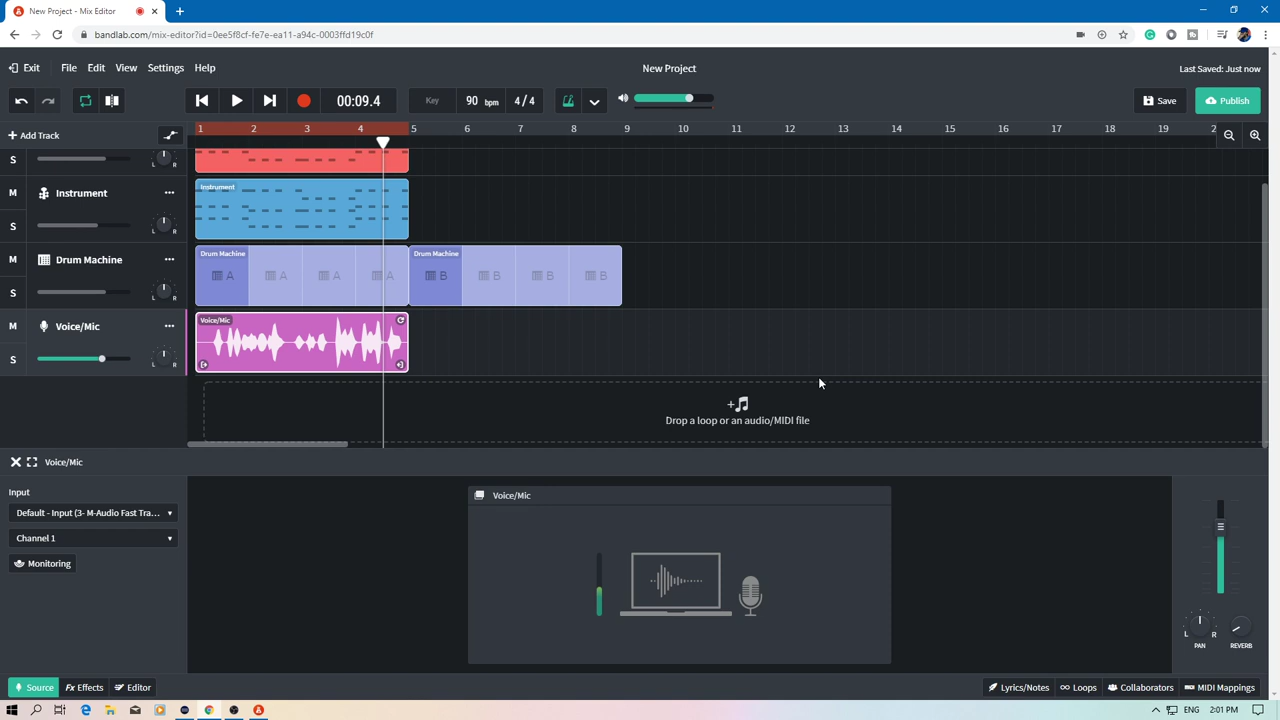 New Project - Mix Editor
bandlab.com/mix-editor?id=0ee5f8cf-fe7e-ea11-a94c-0003ffd19c0f
Exit File Edit View Settings Help New Project Last Saved: Just now
00:09.4 Key 90 bpm 4/4 Save Publish
Add Track 1 2 3 4 5 6 7 8 9 10 11 12 13 14 15 16 17 18 19 2
S L R
M Instrument Instrument
S L R
M Drum Machine Drum Machine A A A A Drum Machine B B B B
S L R
M Voice/Mic Voice/Mic
S L R
Drop a loop or an audio/MIDI file
Voice/Mic
Input Voice/Mic
Default - Input (3- M-Audio Fast Tra...
Channel 1
Monitoring
L R
PAN REVERB
Source Fx Effects Editor Lyrics/Notes Loops Collaborators MIDI Mappings
ENG 2:01 PM